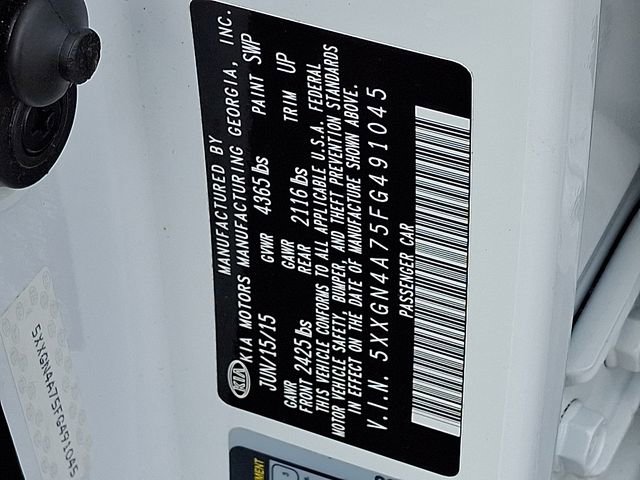 MANUFACTURED BY
KIA KIA MOTORS MANUFACTURING GEORGIA, INC.
JUN/15/15 GVWR 4365 lbs PAINT SWP
GAWR FRONT 2425 lbs GAWR REAR 2116 lbs TRIM UP
THIS VEHICLE CONFORMS TO ALL APPLICABLE U.S.A. FEDERAL
MOTOR VEHICLE SAFETY, BUMPER, AND THEFT PREVENTION STANDARDS
IN EFFECT ON THE DATE OF MANUFACTURE SHOWN ABOVE.
V.I.N. 5XXGN4A75FG491045
PASSENGER CAR
5XXGN4A75FG491045